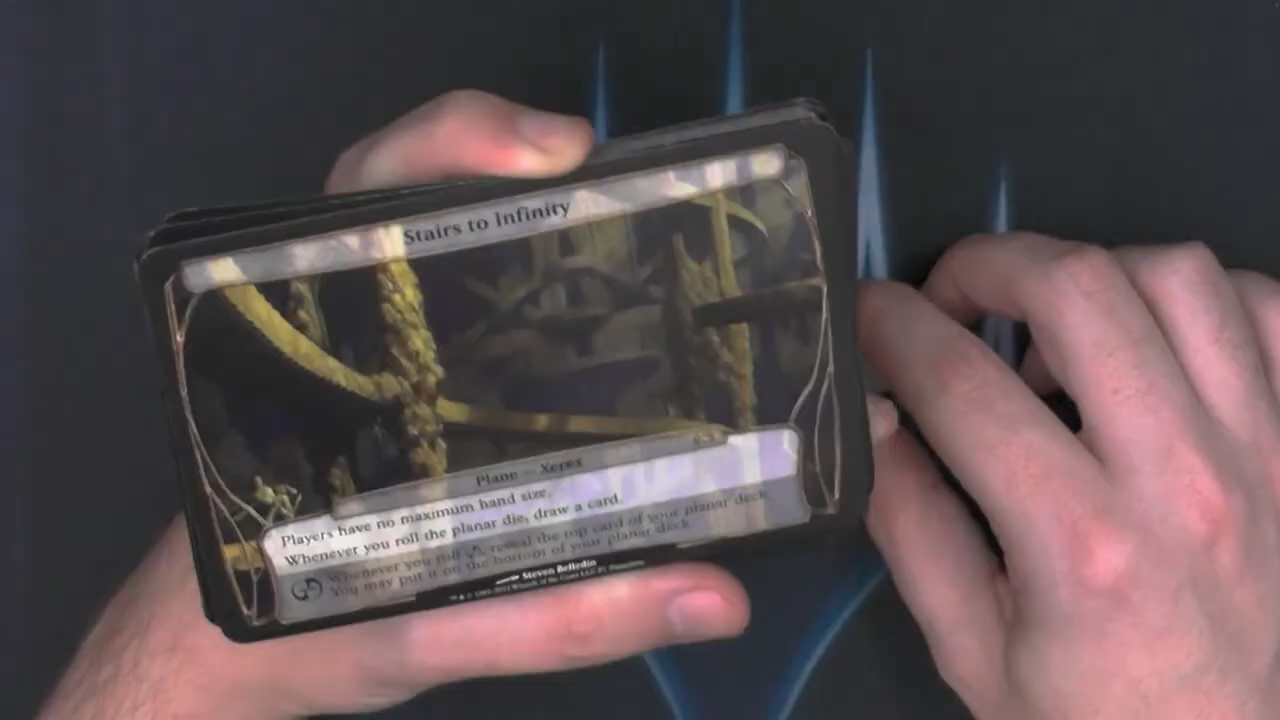 Stairs to Infinity
Plane — Xerex
Players have no maximum hand size.
Whenever you roll the planar die, draw a card.
Whenever you roll , reveal the top card of your planar deck.
You may put it on the bottom of your planar deck.
Steven Belledin